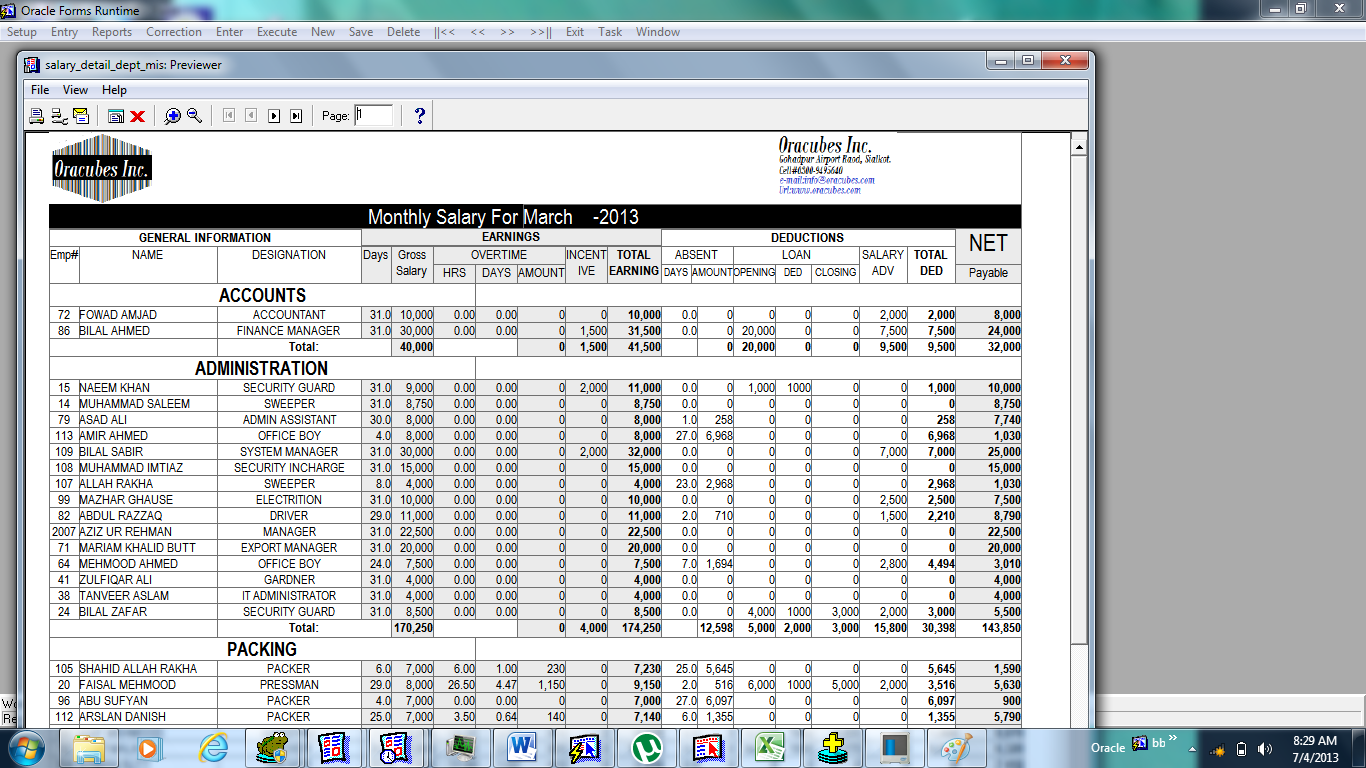 Oracle Forms Runtime
Setup Entry Reports Correction Enter Execute New Save Delete ||<< << >> >>|| Exit Task Window
salary_detail_dept_mis: Previewer
File View Help
Page: 1
Oracubes Inc.
Oracubes Inc.
Gohadpur Airport Raod, Sialkot.
Cell#0300-9495640
e-mail:info@oracubes.com
Url:www.oracubes.com
Monthly Salary For March -2013
GENERAL INFORMATION EARNINGS DEDUCTIONS NET
Emp# NAME DESIGNATION Days Gross Salary OVERTIME INCENTIVE TOTAL EARNING ABSENT LOAN SALARY ADV TOTAL DED
HRS DAYS AMOUNT DAYS AMOUNT OPENING DED CLOSING Payable
ACCOUNTS
72 FOWAD AMJAD ACCOUNTANT 31.0 10,000 0.00 0.00 0 0 10,000 0.0 0 0 0 0 2,000 2,000 8,000
86 BILAL AHMED FINANCE MANAGER 31.0 30,000 0.00 0.00 0 1,500 31,500 0.0 0 20,000 0 0 7,500 7,500 24,000
Total: 40,000 0 1,500 41,500 0 20,000 0 0 9,500 9,500 32,000
ADMINISTRATION
15 NAEEM KHAN SECURITY GUARD 31.0 9,000 0.00 0.00 0 2,000 11,000 0.0 0 1,000 1000 0 0 1,000 10,000
14 MUHAMMAD SALEEM SWEEPER 31.0 8,750 0.00 0.00 0 0 8,750 0.0 0 0 0 0 0 0 8,750
79 ASAD ALI ADMIN ASSISTANT 30.0 8,000 0.00 0.00 0 0 8,000 1.0 258 0 0 0 0 258 7,740
113 AMIR AHMED OFFICE BOY 4.0 8,000 0.00 0.00 0 0 8,000 27.0 6,968 0 0 0 0 6,968 1,030
109 BILAL SABIR SYSTEM MANAGER 31.0 30,000 0.00 0.00 0 2,000 32,000 0.0 0 0 0 0 7,000 7,000 25,000
108 MUHAMMAD IMTIAZ SECURITY INCHARGE 31.0 15,000 0.00 0.00 0 0 15,000 0.0 0 0 0 0 0 0 15,000
107 ALLAH RAKHA SWEEPER 8.0 4,000 0.00 0.00 0 0 4,000 23.0 2,968 0 0 0 0 2,968 1,030
99 MAZHAR GHAUSE ELECTRITION 31.0 10,000 0.00 0.00 0 0 10,000 0.0 0 0 0 0 2,500 2,500 7,500
82 ABDUL RAZZAQ DRIVER 29.0 11,000 0.00 0.00 0 0 11,000 2.0 710 0 0 0 1,500 2,210 8,790
2007 AZIZ UR REHMAN MANAGER 31.0 22,500 0.00 0.00 0 0 22,500 0.0 0 0 0 0 0 0 22,500
71 MARIAM KHALID BUTT EXPORT MANAGER 31.0 20,000 0.00 0.00 0 0 20,000 0.0 0 0 0 0 0 0 20,000
64 MEHMOOD AHMED OFFICE BOY 24.0 7,500 0.00 0.00 0 0 7,500 7.0 1,694 0 0 0 2,800 4,494 3,010
41 ZULFIQAR ALI GARDNER 31.0 4,000 0.00 0.00 0 0 4,000 0.0 0 0 0 0 0 0 4,000
38 TANVEER ASLAM IT ADMINISTRATOR 31.0 4,000 0.00 0.00 0 0 4,000 0.0 0 0 0 0 0 0 4,000
24 BILAL ZAFAR SECURITY GUARD 31.0 8,500 0.00 0.00 0 0 8,500 0.0 0 4,000 1000 3,000 2,000 3,000 5,500
Total: 170,250 0 4,000 174,250 12,598 5,000 2,000 3,000 15,800 30,398 143,850
PACKING
105 SHAHID ALLAH RAKHA PACKER 6.0 7,000 6.00 1.00 230 0 7,230 25.0 5,645 0 0 0 0 5,645 1,590
20 FAISAL MEHMOOD PRESSMAN 29.0 8,000 26.50 4.47 1,150 0 9,150 2.0 516 6,000 1000 5,000 2,000 3,516 5,630
96 ABU SUFYAN PACKER 4.0 7,000 0.00 0.00 0 0 7,000 27.0 6,097 0 0 0 0 6,097 900
112 ARSLAN DANISH PACKER 25.0 7,000 3.50 0.64 140 0 7,140 6.0 1,355 0 0 0 0 1,355 5,790
Re
Oracle bb
8:29 AM
7/4/2013